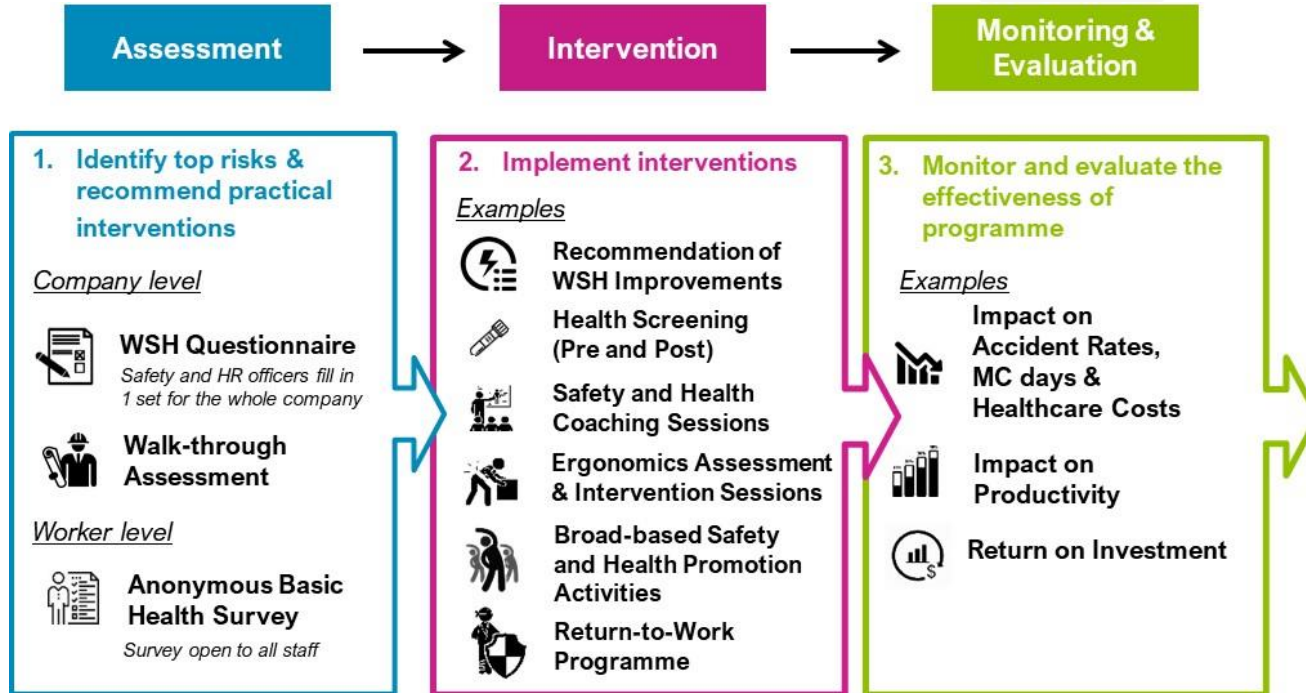 Assessment
Intervention
Monitoring &
Evaluation
1. Identify top risks &
recommend practical
interventions
Company level
WSH Questionnaire
Safety and HR officers fill in
1 set for the whole company
Walk-through
Assessment
Worker level
Anonymous Basic
Health Survey
Survey open to all staff
2. Implement interventions
Examples
Recommendation of
WSH Improvements
Health Screening
(Pre and Post)
Safety and Health
Coaching Sessions
Ergonomics Assessment
& Intervention Sessions
Broad-based Safety
and Health Promotion
Activities
Return-to-Work
Programme
3. Monitor and evaluate the
effectiveness of
programme
Examples
Impact on
Accident Rates,
MC days &
Healthcare Costs
Impact on
Productivity
$
Return on Investment